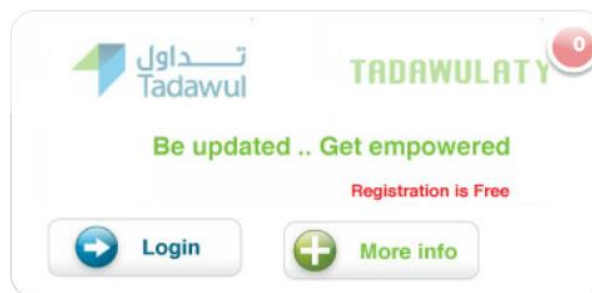 تداول
Tadawul
TADAWULATY
0
Be updated .. Get empowered
Registration is Free
Login
More info